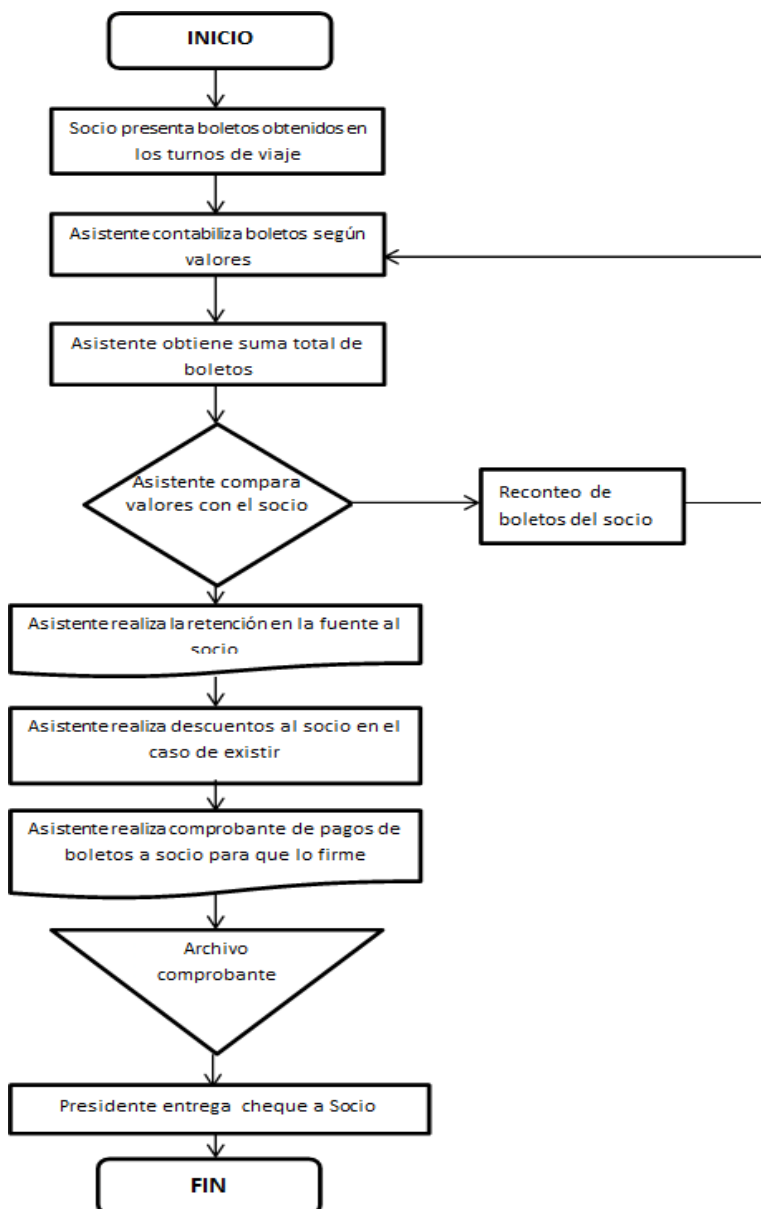 INICIO
Socio presenta boletos obtenidos en
los turnos de viaje
Asistente contabiliza boletos según
valores
Asistente obtiene suma total de
boletos
Asistente compara
valores con el socio
Reconteo de
boletos del socio
Asistente realiza la retención en la fuente al
socio
Asistente realiza descuentos al socio en el
caso de existir
Asistente realiza comprobante de pagos de
boletos a socio para que lo firme
Archivo
comprobante
Presidente entrega cheque a Socio
FIN